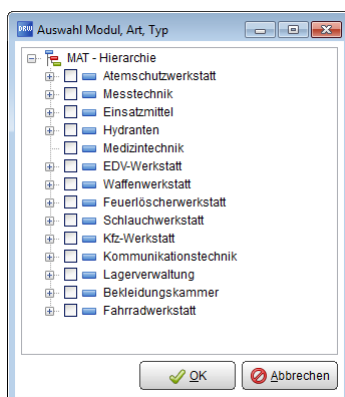 DRW Auswahl Modul, Art, Typ
MAT - Hierarchie
Atemschutzwerkstatt
Messtechnik
Einsatzmittel
Hydranten
Medizintechnik
EDV-Werkstatt
Waffenwerkstatt
Feuerlöscherwerkstatt
Schlauchwerkstatt
Kfz-Werkstatt
Kommunikationstechnik
Lagerverwaltung
Bekleidungskammer
Fahrradwerkstatt
OK Abbrechen